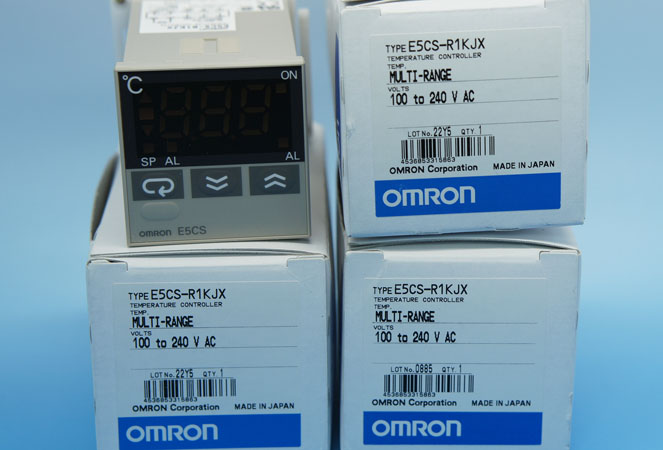 °C
ON
SP AL
AL
OMRON E5CS
TYPE E5CS-R1KJX
TEMPERATURE CONTROLLER
TEMP.
MULTI-RANGE
VOLTS
100 to 240 V AC
LOT No. 22Y5 QTY. 1
4536853315863
MADE IN JAPAN
OMRON Corporation
OMRON
TYPE E5CS-R1KJX
TEMPERATURE CONTROLLER
TEMP.
MULTI-RANGE
VOLTS
100 to 240 V AC
LOT No. 22Y5 QTY. 1
4536853315863
OMRON Corporation MADE IN JAPAN
OMRON
TYPE E5CS-R1KJX
TEMPERATURE CONTROLLER
TEMP.
MULTI-RANGE
VOLTS
100 to 240 V AC
LOT No. 0885 QTY. 1
4536853315863
OMRON Corporation MADE IN JAPAN
OMRON